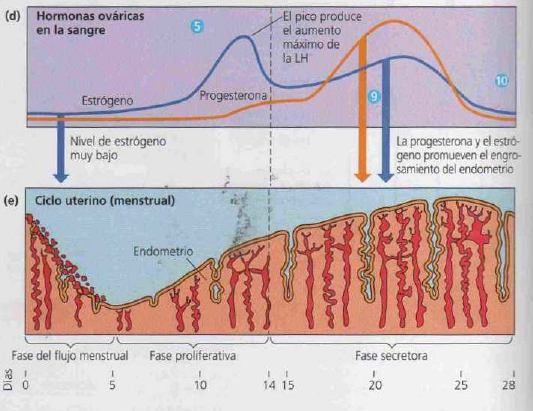 (d) Hormonas ováricas
en la sangre
5
El pico produce
el aumento
máximo de
la LH
Estrógeno
Progesterona
9
10
Nivel de estrógeno
muy bajo
La progesterona y el estró-
geno promueven el engro-
samiento del endometrio
(e) Ciclo uterino (menstrual)
Endometrio
Fase del flujo menstrual
Fase proliferativa
Fase secretora
Días
0 5 10 14 15 20 25 28